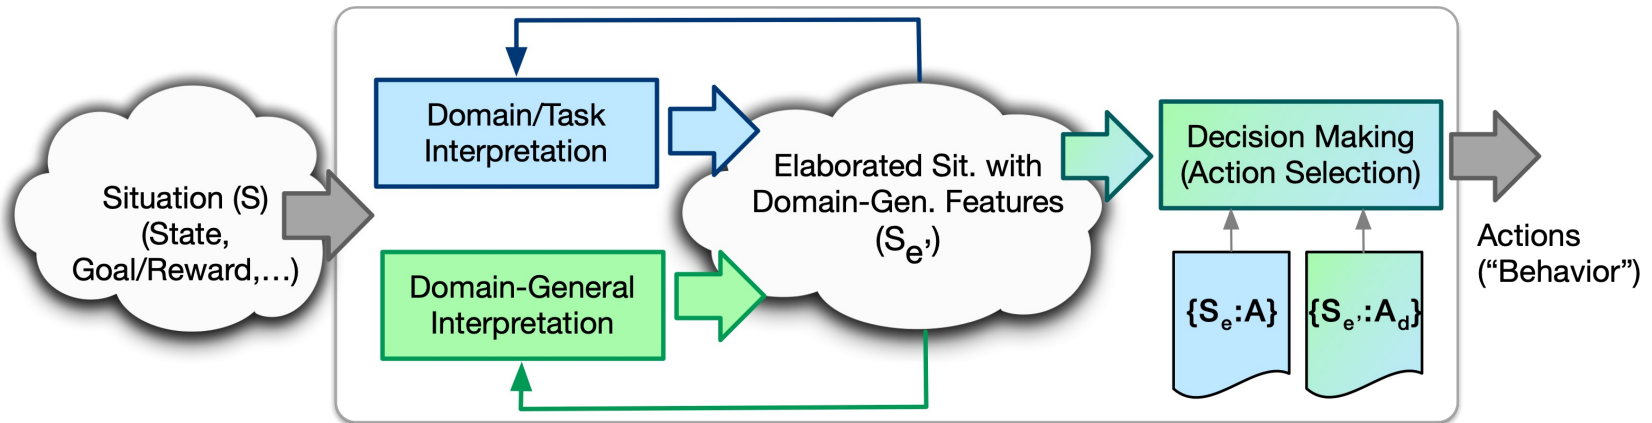 Situation (S)
(State,
Goal/Reward,...)
Domain/Task
Interpretation
Domain-General
Interpretation
Elaborated Sit. with
Domain-Gen. Features
(Se’)
Decision Making
(Action Selection)
{Se:A}
{Se’:Ad}
Actions
(“Behavior”)